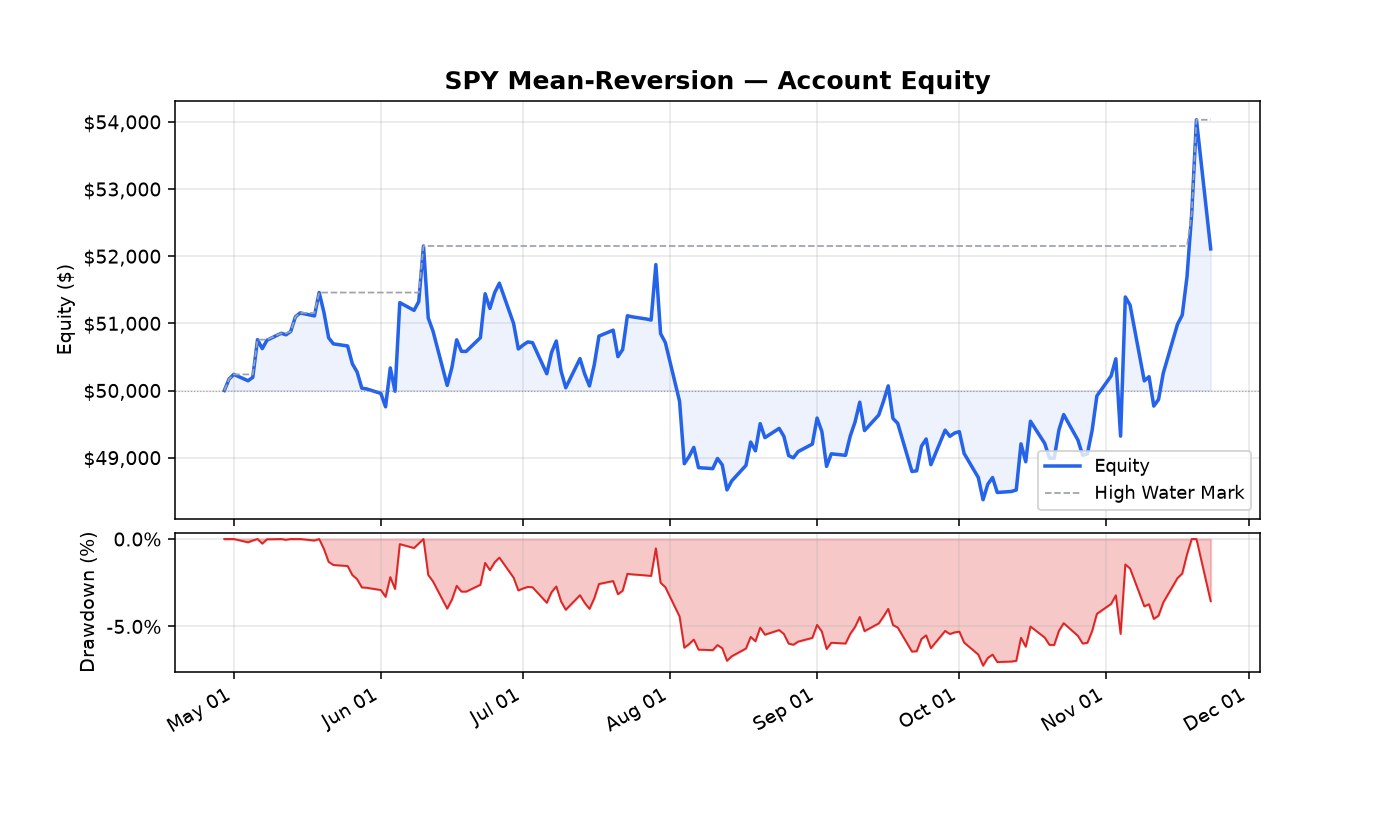 SPY Mean-Reversion — Account Equity
Equity ($)
$54,000
$53,000
$52,000
$51,000
$50,000
$49,000
Equity
High Water Mark
Drawdown (%)
0.0%
-5.0%
May 01
Jun 01
Jul 01
Aug 01
Sep 01
Oct 01
Nov 01
Dec 01